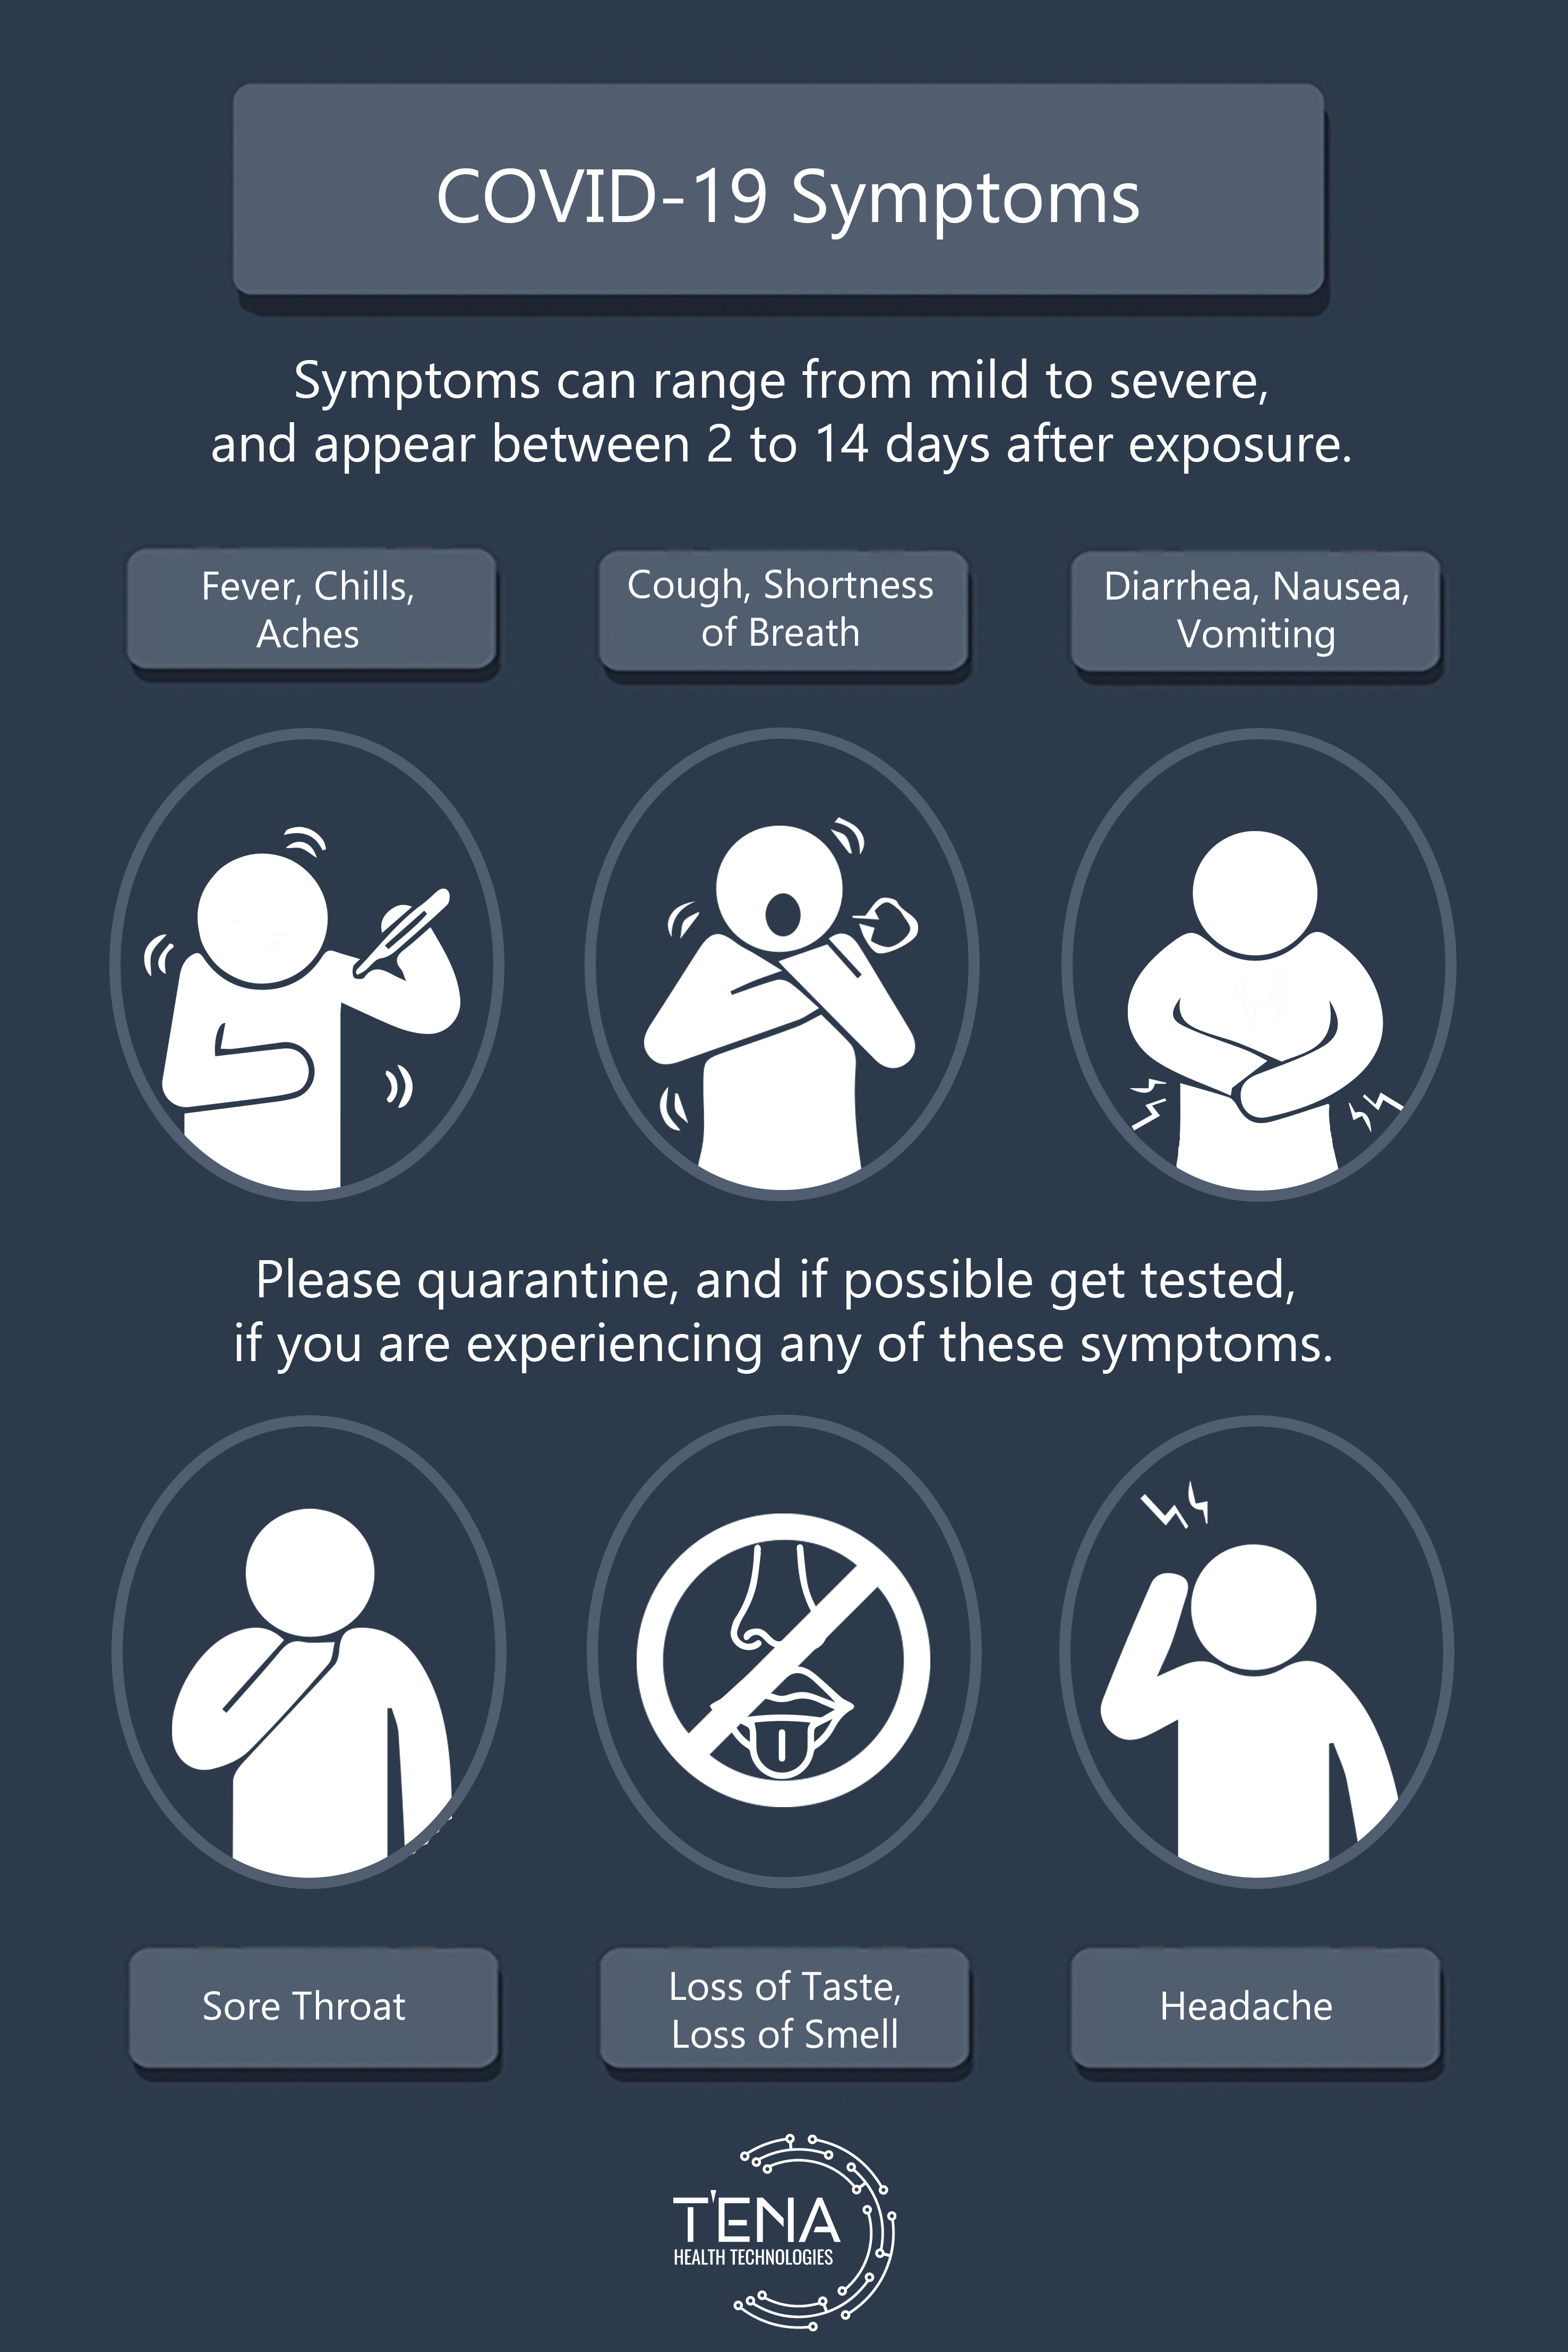 COVID-19 Symptoms
Symptoms can range from mild to severe,
and appear between 2 to 14 days after exposure.
Fever, Chills,
Aches
Cough, Shortness
of Breath
Diarrhea, Nausea,
Vomiting
Please quarantine, and if possible get tested,
if you are experiencing any of these symptoms.
Sore Throat
Loss of Taste,
Loss of Smell
Headache
T'ENA
HEALTH TECHNOLOGIES